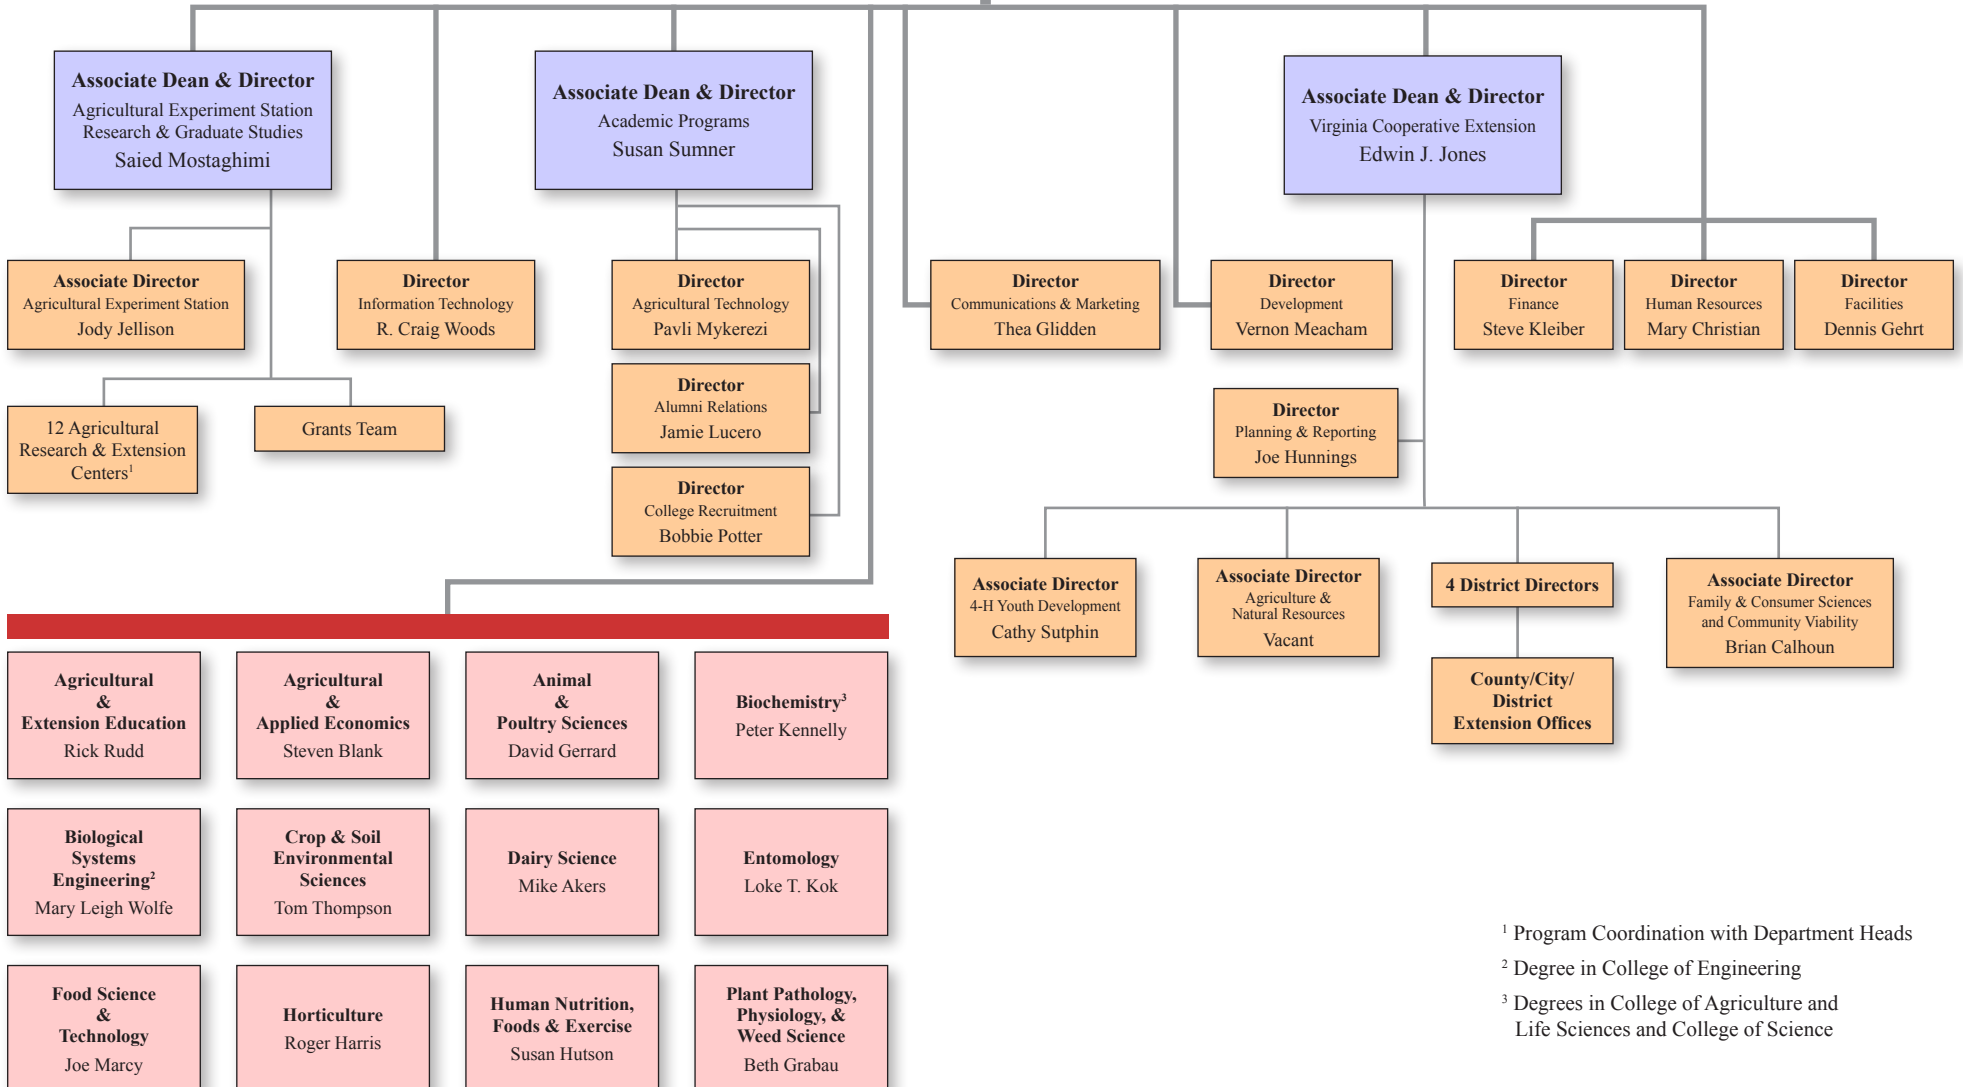 Associate Dean & Director
Agricultural Experiment Station
Research & Graduate Studies
Saied Mostaghimi
Associate Dean & Director
Academic Programs
Susan Sumner
Associate Dean & Director
Virginia Cooperative Extension
Edwin J. Jones
Associate Director
Agricultural Experiment Station
Jody Jellison
Director
Information Technology
R. Craig Woods
Director
Agricultural Technology
Pavli Mykerezi
Director
Communications & Marketing
Thea Glidden
Director
Development
Vernon Meacham
Director
Finance
Steve Kleiber
Director
Human Resources
Mary Christian
Director
Facilities
Dennis Gehrt
Director
Alumni Relations
Jamie Lucero
12 Agricultural
Research & Extension
Centers¹
Grants Team
Director
Planning & Reporting
Joe Hunnings
Director
College Recruitment
Bobbie Potter
Associate Director
4-H Youth Development
Cathy Sutphin
Associate Director
Agriculture &
Natural Resources
Vacant
4 District Directors
Associate Director
Family & Consumer Sciences
and Community Viability
Brian Calhoun
County/City/
District
Extension Offices
Agricultural
&
Extension Education
Rick Rudd
Agricultural
&
Applied Economics
Steven Blank
Animal
&
Poultry Sciences
David Gerrard
Biochemistry³
Peter Kennelly
Biological
Systems
Engineering²
Mary Leigh Wolfe
Crop & Soil
Environmental
Sciences
Tom Thompson
Dairy Science
Mike Akers
Entomology
Loke T. Kok
Food Science
&
Technology
Joe Marcy
Horticulture
Roger Harris
Human Nutrition,
Foods & Exercise
Susan Hutson
Plant Pathology,
Physiology, &
Weed Science
Beth Grabau
¹ Program Coordination with Department Heads
² Degree in College of Engineering
³ Degrees in College of Agriculture and
Life Sciences and College of Science